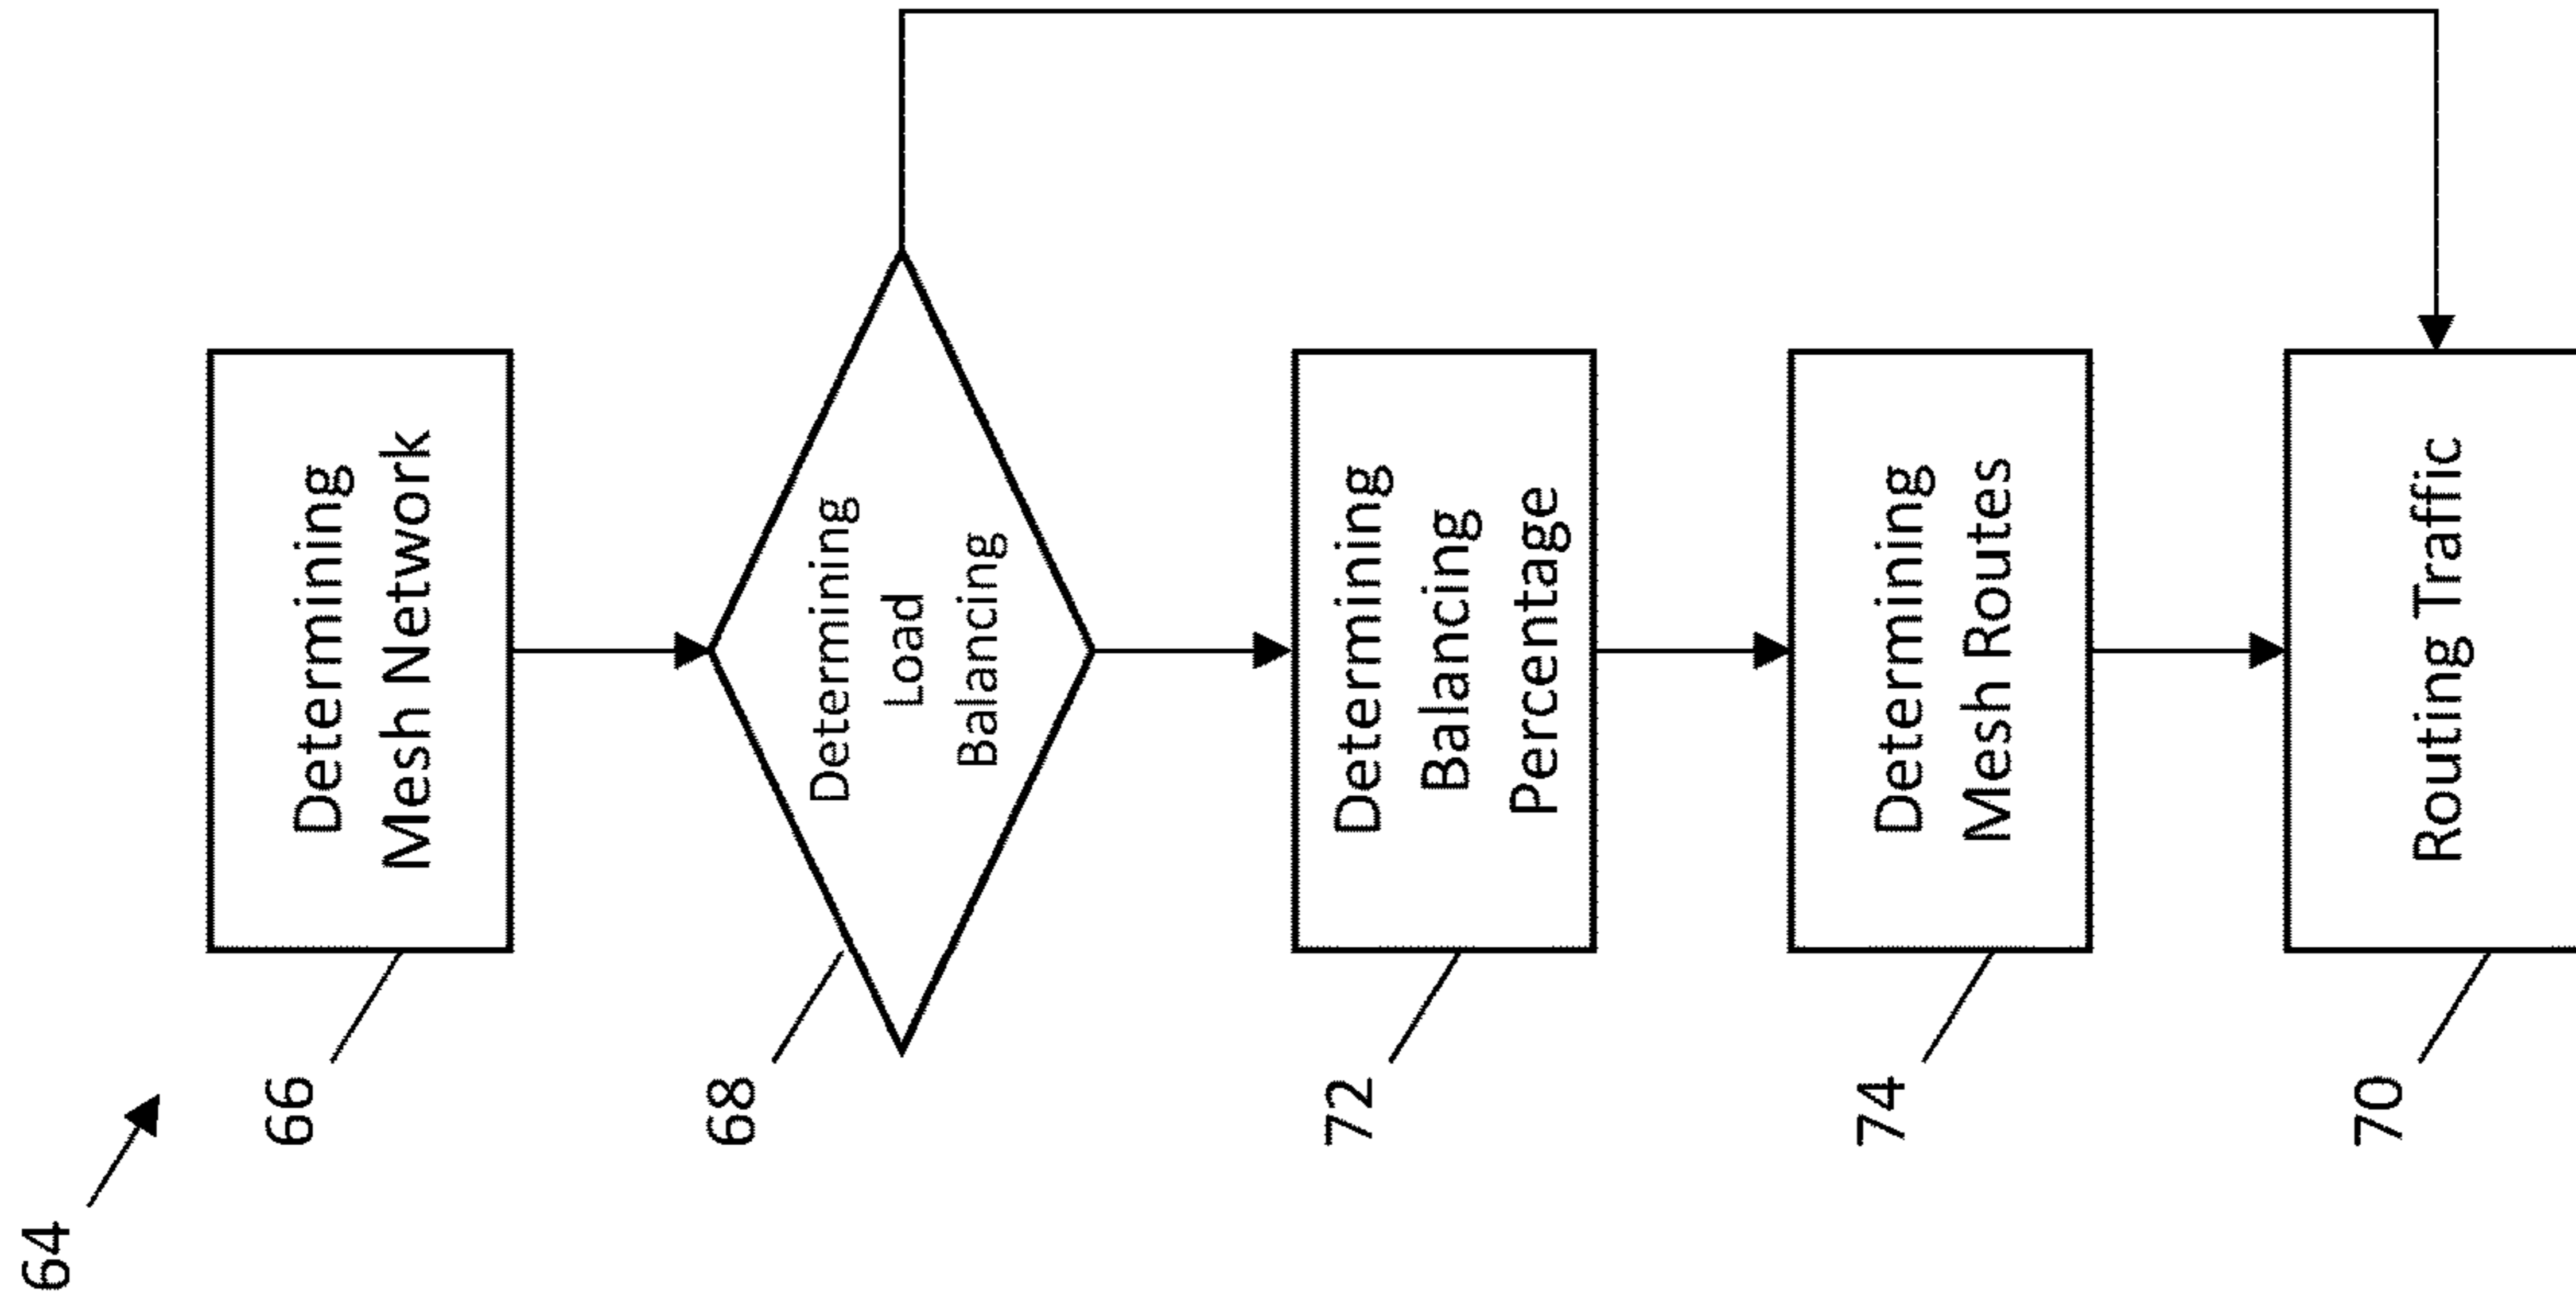 64
66
Determining
Mesh Network
68
Determining
Load
Balancing
72
Determining
Balancing
Percentage
74
Determining
Mesh Routes
70
Routing Traffic